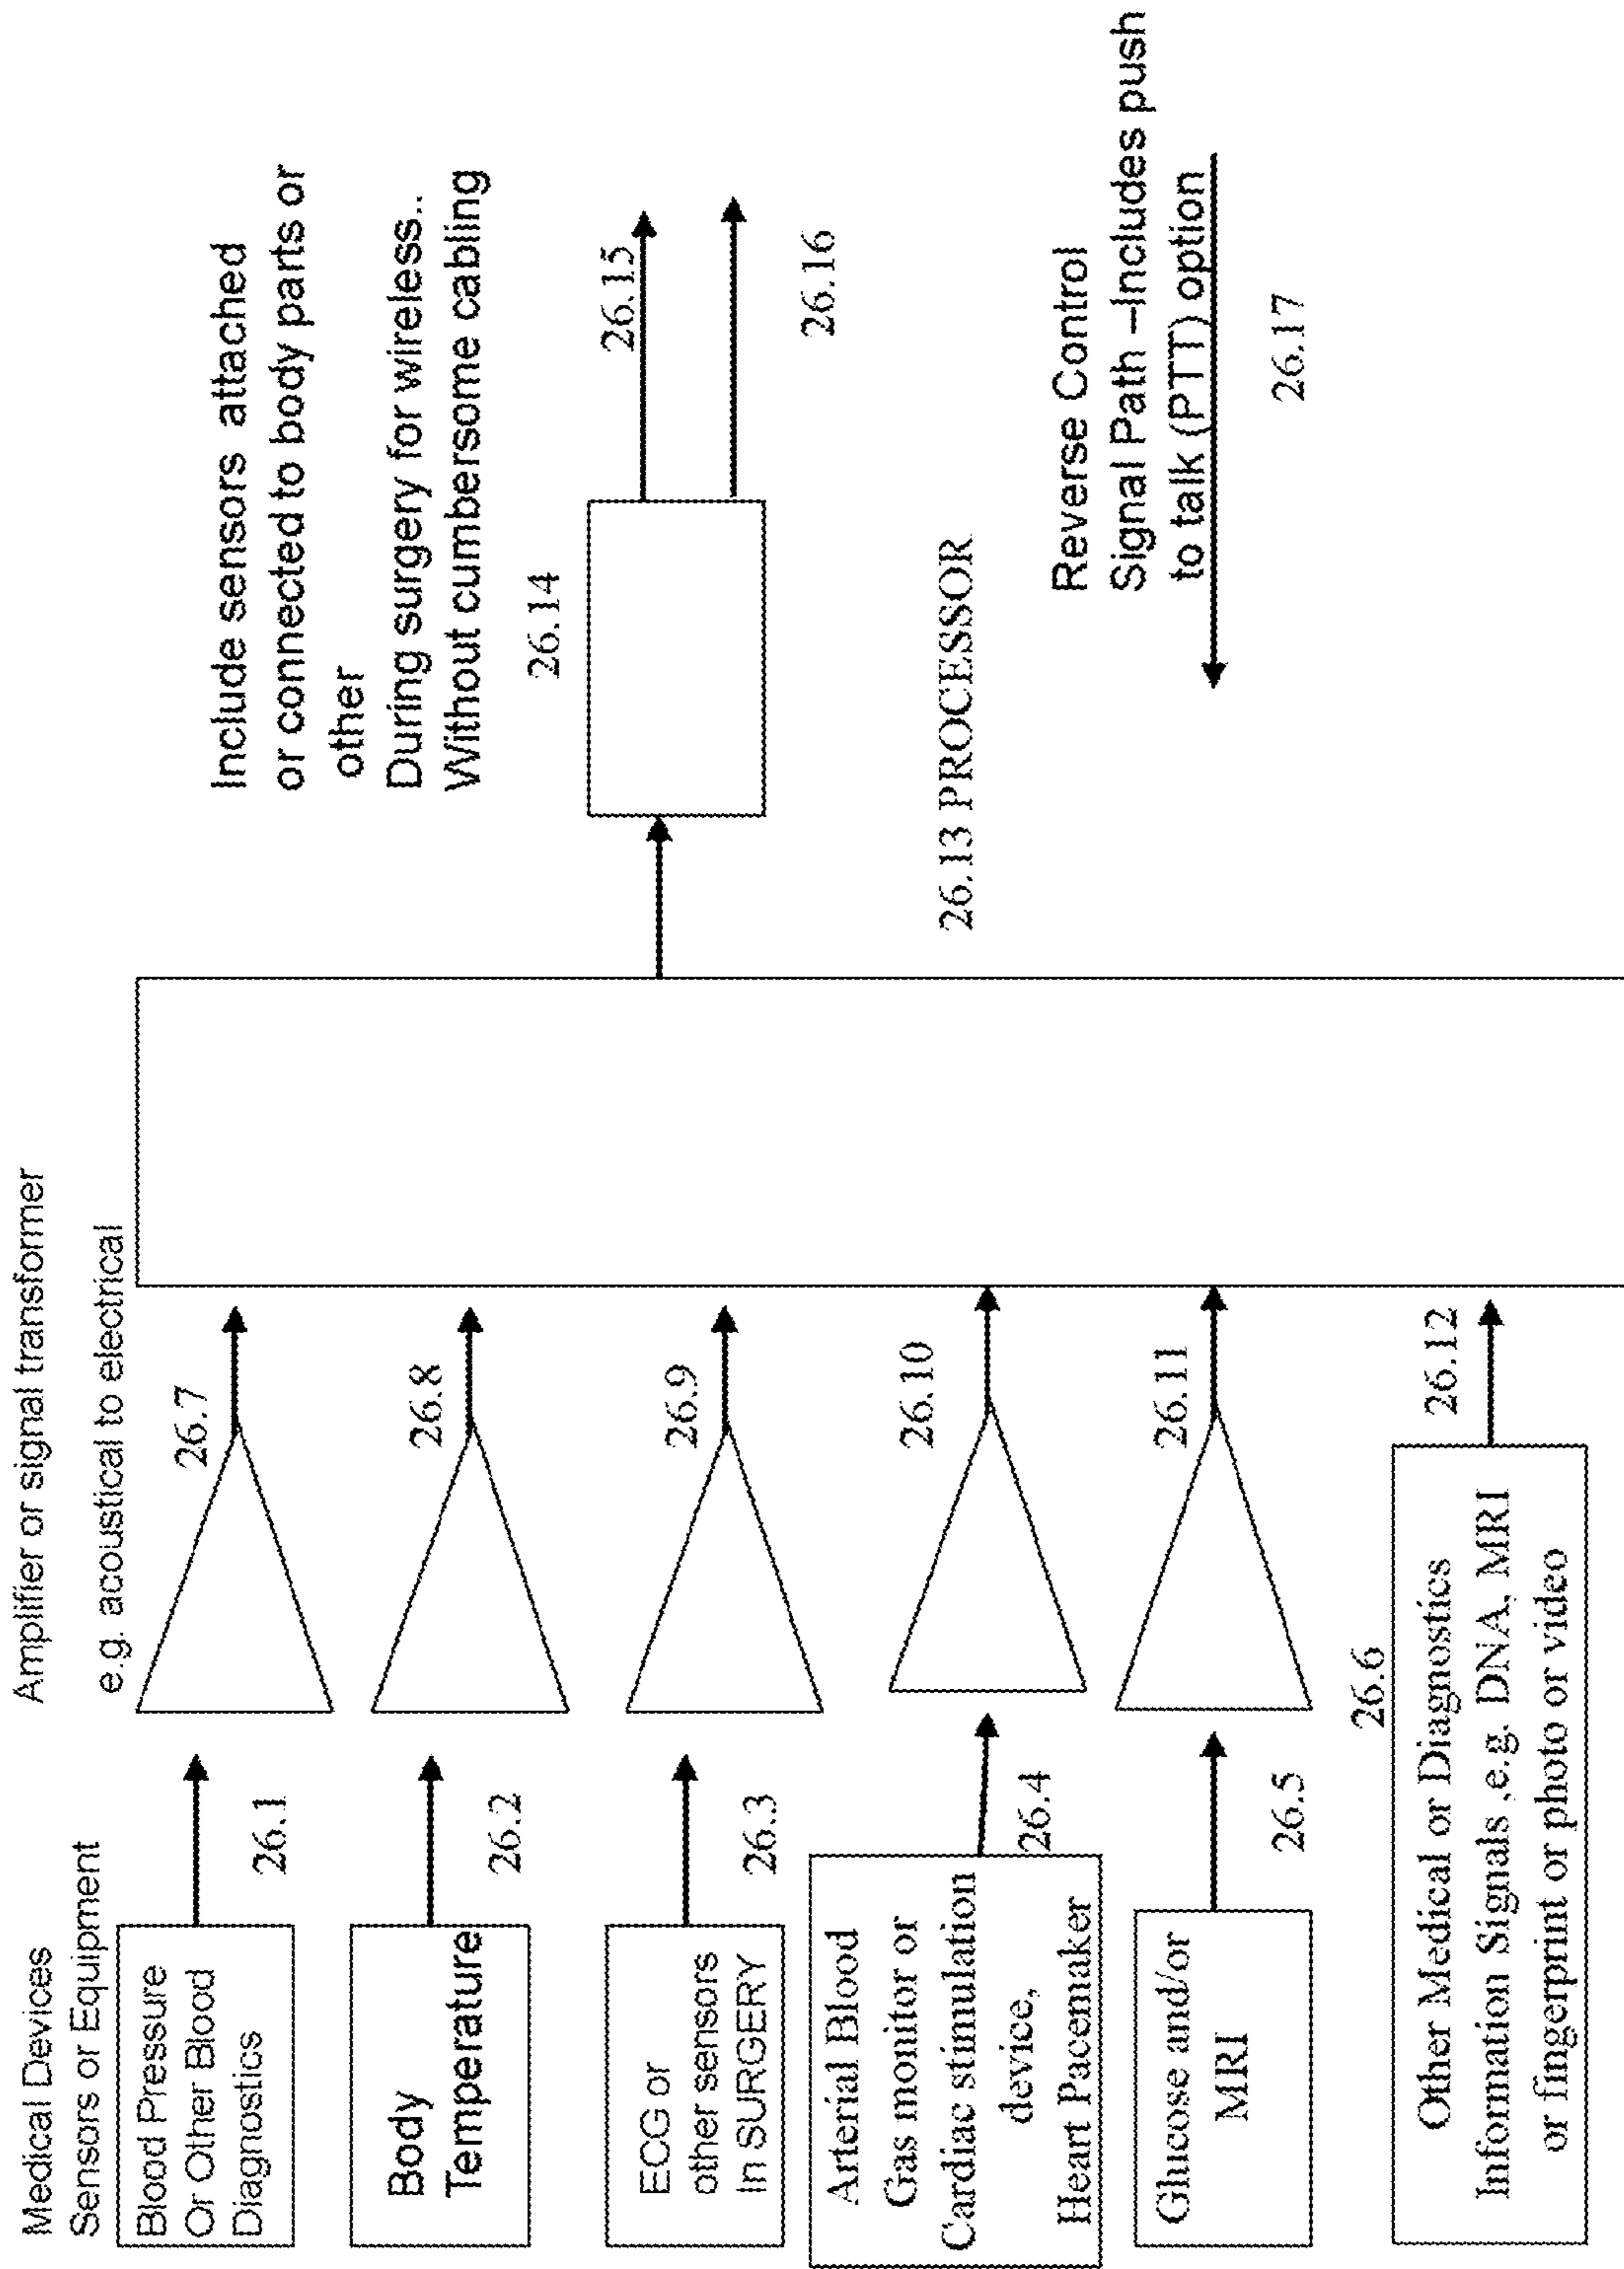 Medical Devices
Sensors or Equipment
Amplifier or signal transformer
e.g. acoustical to electrical
Blood Pressure
Or Other Blood
Diagnostics
26.1
26.7
Body
Temperature
26.2
26.8
ECG or
other sensors
In SURGERY
26.3
26.9
Arterial Blood
Gas monitor or
Cardiac stimulation
device,
Heart Pacemaker
26.4
26.10
Glucose and/or
MRI
26.5
26.11
26.6
Other Medical or Diagnostics
Information Signals ,e.g. DNA, MRI
or fingerprint or photo or video
26.12
Include sensors attached
or connected to body parts or
other
During surgery for wireless..
Without cumbersome cabling
26.14
26.15
26.16
26.13 PROCESSOR
Reverse Control
Signal Path –Includes push
to talk (PTT) option
26.17